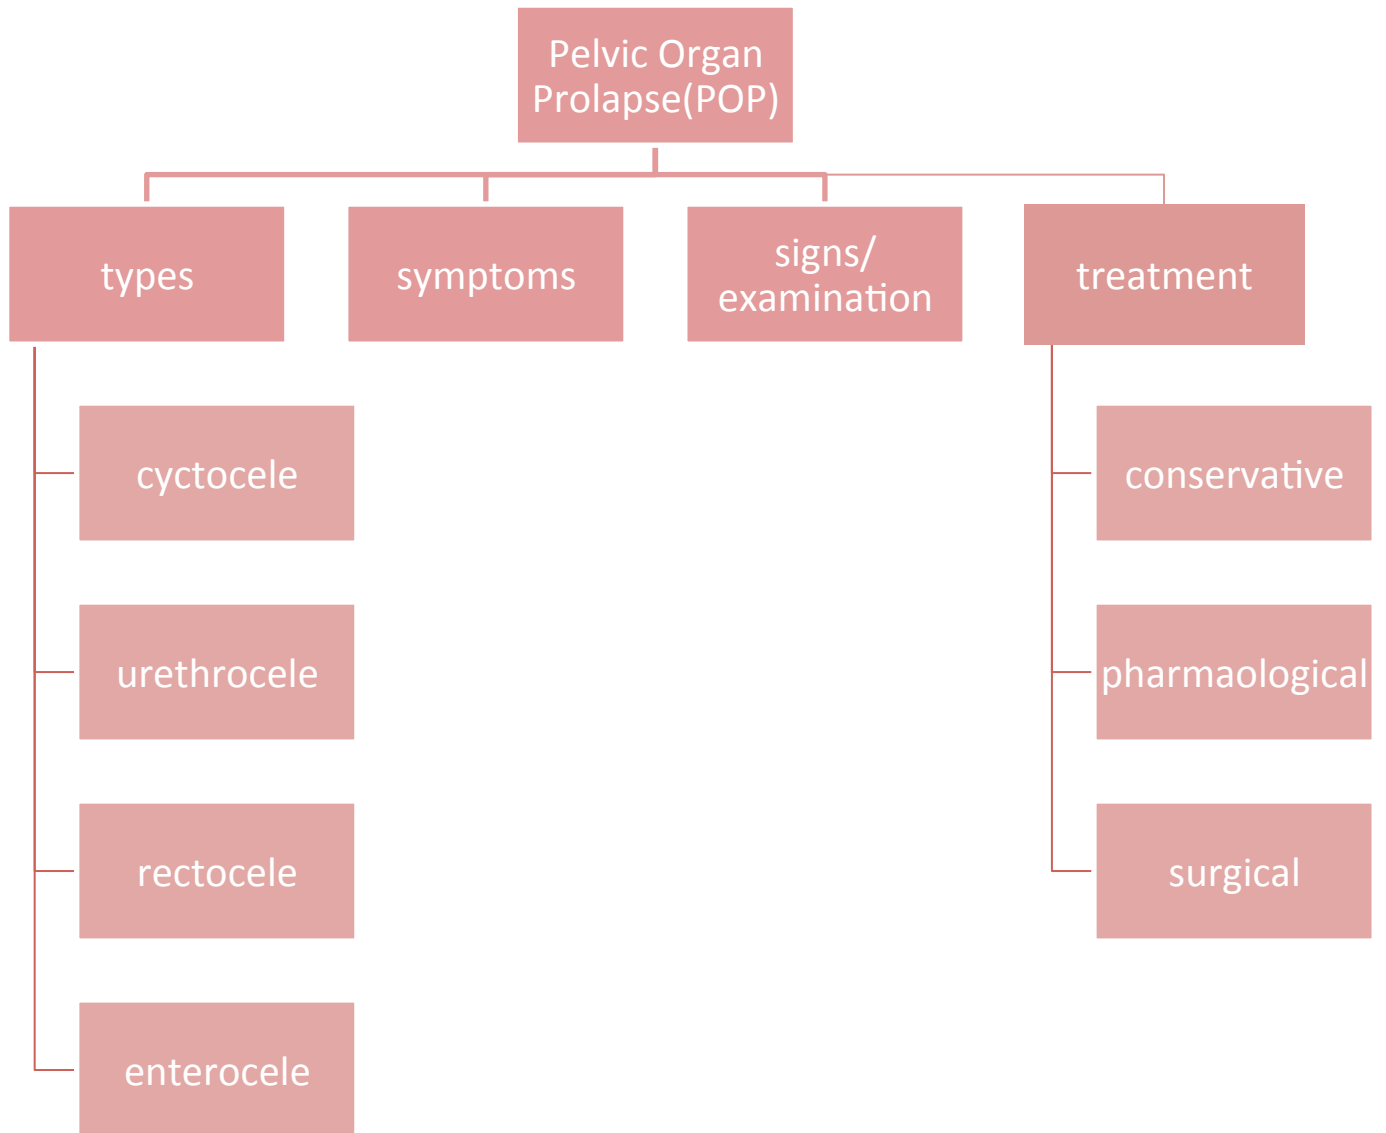 Pelvic Organ
Prolapse(POP)
types
symptoms
signs/
examination
treatment
cyctocele
urethrocele
rectocele
enterocele
conservative
pharmaological
surgical